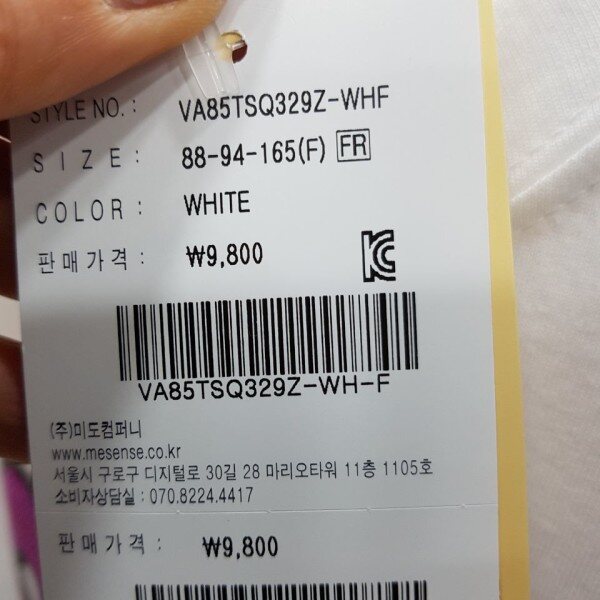 STYLE NO. : VA85TSQ329Z-WHF
SIZE : 88-94-165(F) FR
COLOR : WHITE
판매가격 : ₩9,800
KC
VA85TSQ329Z-WH-F
(주)미도컴퍼니
www.mesense.co.kr
서울시 구로구 디지털로 30길 28 마리오타워 11층 1105호
소비자상담실 : 070.8224.4417
판매가격 : ₩9,800